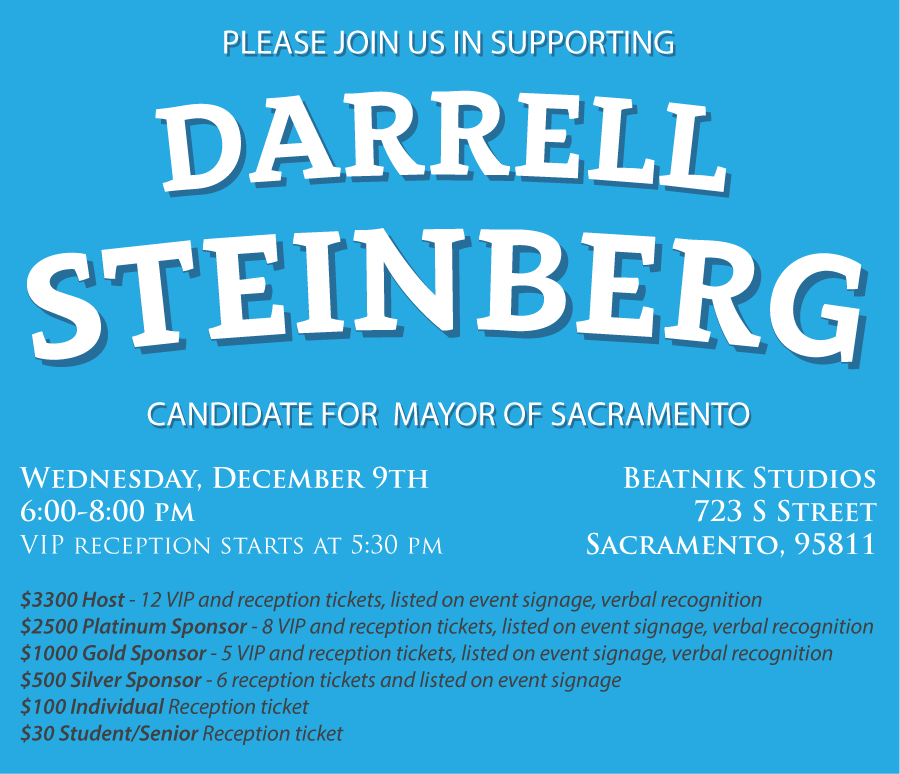 PLEASE JOIN US IN SUPPORTING
DARRELL
STEINBERG
CANDIDATE FOR MAYOR OF SACRAMENTO
WEDNESDAY, DECEMBER 9TH
6:00-8:00 PM
VIP RECEPTION STARTS AT 5:30 PM
BEATNIK STUDIOS
723 S STREET
SACRAMENTO, 95811
$3300 Host - 12 VIP and reception tickets, listed on event signage, verbal recognition
$2500 Platinum Sponsor - 8 VIP and reception tickets, listed on event signage, verbal recognition
$1000 Gold Sponsor - 5 VIP and reception tickets, listed on event signage, verbal recognition
$500 Silver Sponsor - 6 reception tickets and listed on event signage
$100 Individual Reception ticket
$30 Student/Senior Reception ticket